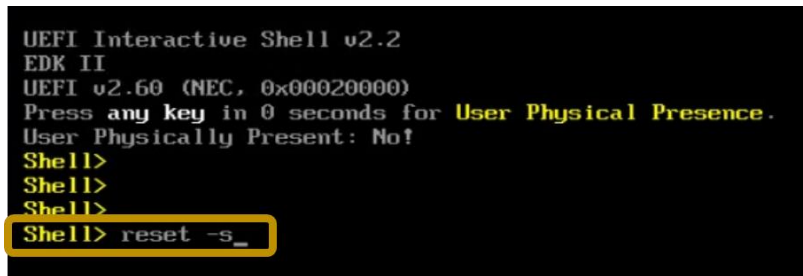 UEFI Interactive Shell v2.2
EDK II
UEFI v2.60 (NEC, 0x00020000)
Press any key in 0 seconds for User Physical Presence.
User Physically Present: No!
Shell>
Shell>
Shell>
Shell> reset -s_